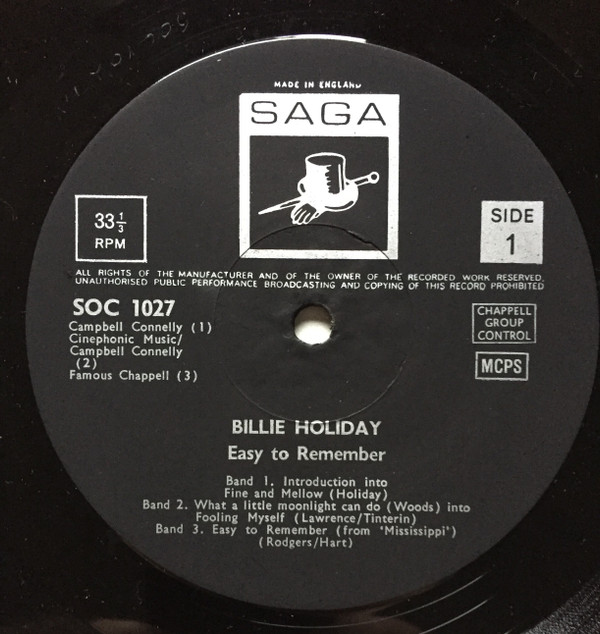 MADE IN ENGLAND
SAGA
33⅓
RPM
SIDE
1
ALL RIGHTS OF THE MANUFACTURER AND OF THE OWNER OF THE RECORDED WORK RESERVED.
UNAUTHORISED PUBLIC PERFORMANCE BROADCASTING AND COPYING OF THIS RECORD PROHIBITED
SOC 1027
Campbell Connelly (1)
Cinephonic Music/
Campbell Connelly
(2)
Famous Chappell (3)
CHAPPELL
GROUP
CONTROL
MCPS
BILLIE HOLIDAY
Easy to Remember
Band 1. Introduction into
Fine and Mellow (Holiday)
Band 2. What a little moonlight can do (Woods) into
Fooling Myself (Lawrence/Tinterin)
Band 3. Easy to Remember (from 'Mississippi')
(Rodgers/Hart)